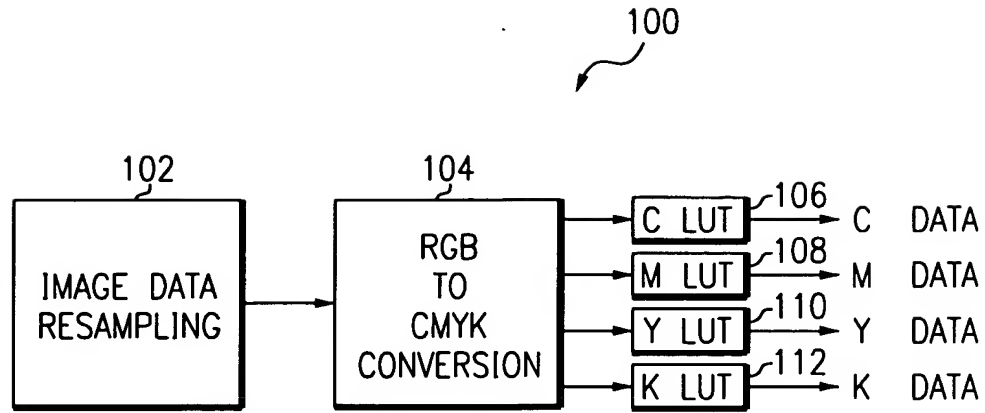 100
102
IMAGE DATA
RESAMPLING
104
RGB
TO
CMYK
CONVERSION
C LUT
106
C DATA
M LUT
108
M DATA
Y LUT
110
Y DATA
K LUT
112
K DATA